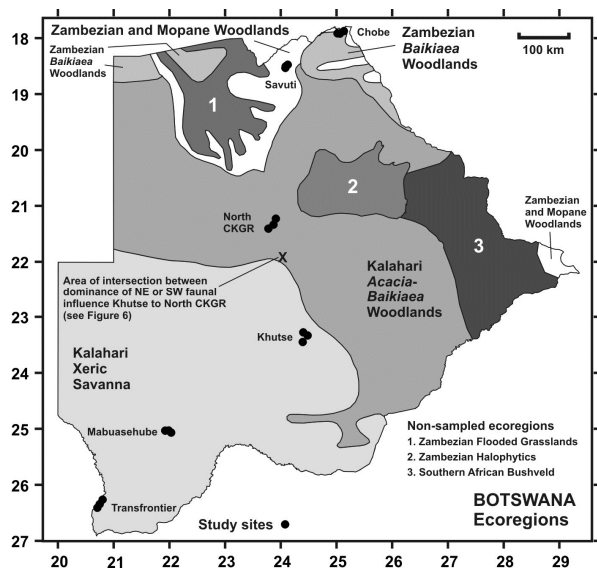 Zambezian and Mopane Woodlands
Zambezian
Baikiaea
Woodlands
Chobe
Zambezian
Baikiaea
Woodlands
100 km
Savuti
1
2
3
North
CKGR
X
Zambezian
and Mopane
Woodlands
Area of intersection between
dominance of NE or SW faunal
influence Khutse to North CKGR
(see Figure 6)
Kalahari
Acacia-
Baikiaea
Woodlands
Khutse
Kalahari
Xeric
Savanna
Mabuasehube
Transfrontier
Non-sampled ecoregions
1. Zambezian Flooded Grasslands
2. Zambezian Halophytics
3. Southern African Bushveld
BOTSWANA
Ecoregions
Study sites
18
19
20
21
22
23
24
25
26
27
20 21 22 23 24 25 26 27 28 29